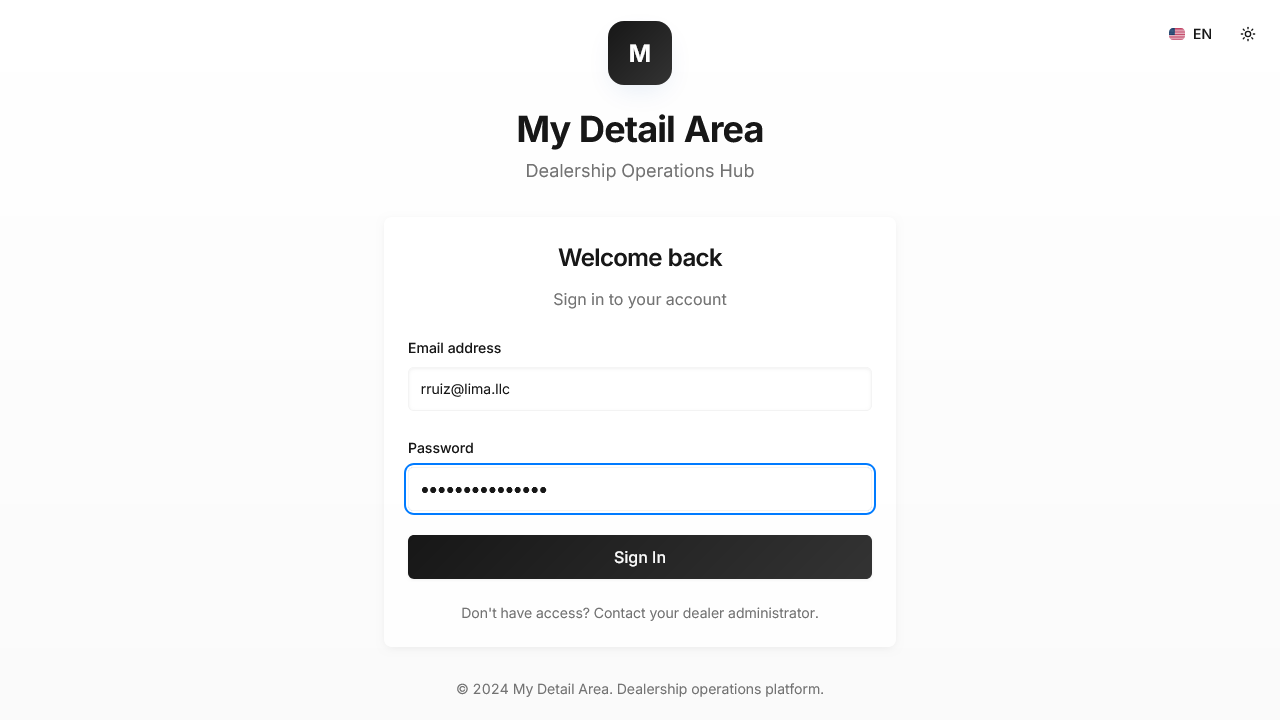 M
EN
My Detail Area
Dealership Operations Hub
Welcome back
Sign in to your account
Email address
rruiz@lima.llc
Password
•••••••••••••••
Sign In
Don't have access? Contact your dealer administrator.
© 2024 My Detail Area. Dealership operations platform.